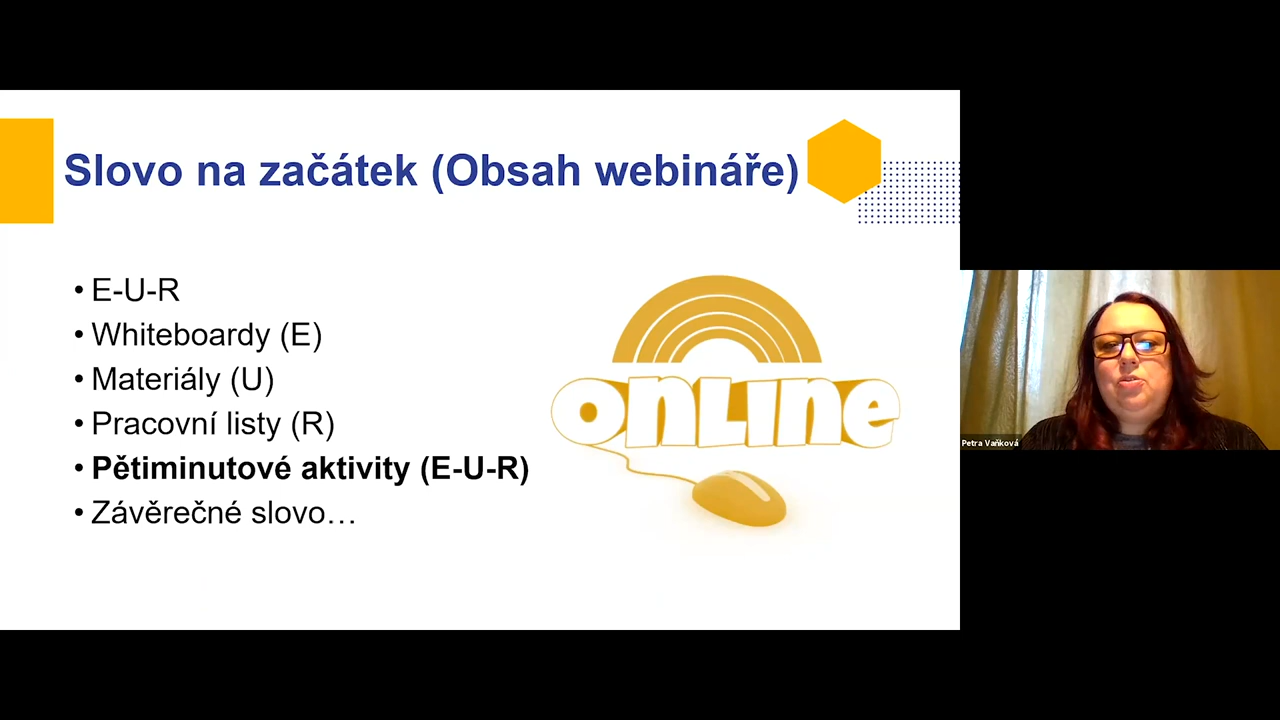 Slovo na začátek (Obsah webináře)
• E-U-R
• Whiteboardy (E)
• Materiály (U)
• Pracovní listy (R)
• Pětiminutové aktivity (E-U-R)
• Závěrečné slovo…
ONLINE
Petra Vaňková